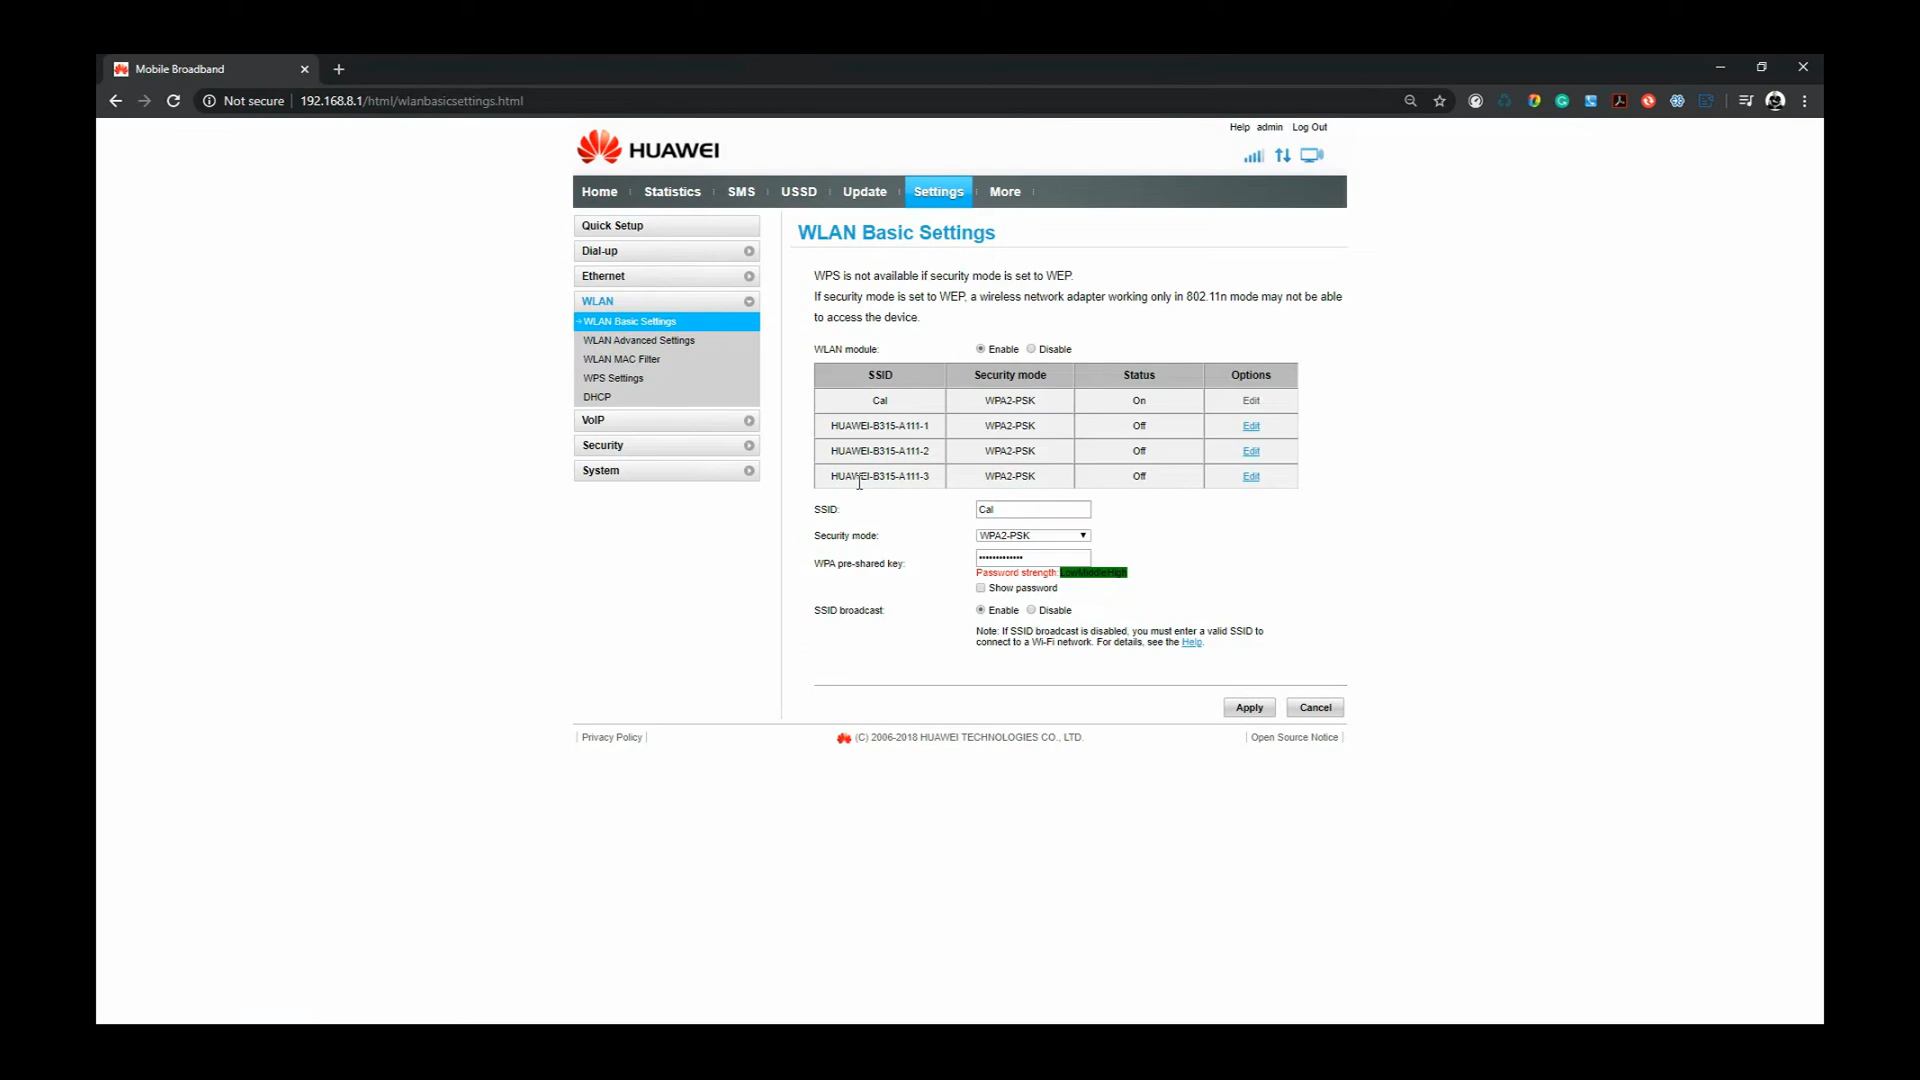 Mobile Broadband
Not secure | 192.168.8.1/html/wlanbasicsettings.html
Help admin Log Out
HUAWEI
Home Statistics SMS USSD Update Settings More
Quick Setup
Dial-up
Ethernet
WLAN
WLAN Basic Settings
WLAN Advanced Settings
WLAN MAC Filter
WPS Settings
DHCP
VoIP
Security
System
WLAN Basic Settings
WPS is not available if security mode is set to WEP.
If security mode is set to WEP, a wireless network adapter working only in 802.11n mode may not be able
to access the device.
WLAN module: Enable Disable
SSID Security mode Status Options
Cal WPA2-PSK On Edit
HUAWEI-B315-A111-1 WPA2-PSK Off Edit
HUAWEI-B315-A111-2 WPA2-PSK Off Edit
HUAWEI-B315-A111-3 WPA2-PSK Off Edit
SSID: Cal
Security mode: WPA2-PSK
WPA pre-shared key: •••••••••••••
Password strength: LowMiddleHigh
Show password
SSID broadcast: Enable Disable
Note: If SSID broadcast is disabled, you must enter a valid SSID to
connect to a Wi-Fi network. For details, see the Help.
Apply Cancel
Privacy Policy | (C) 2006-2018 HUAWEI TECHNOLOGIES CO., LTD. | Open Source Notice |